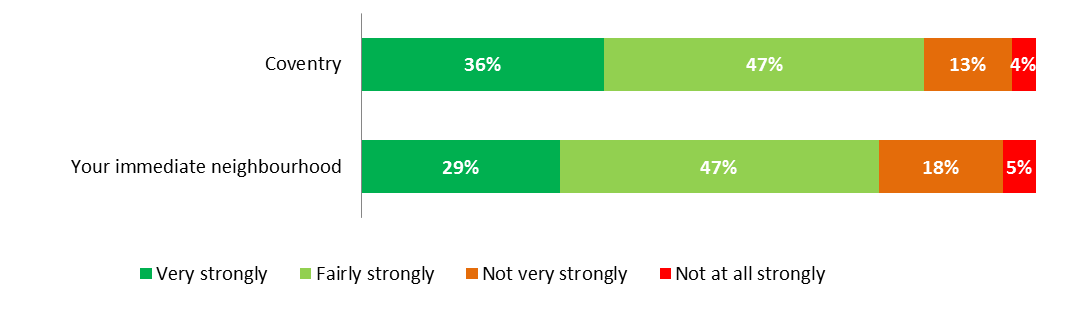 Coventry 36% 47% 13% 4%
Your immediate neighbourhood 29% 47% 18% 5%
Very strongly Fairly strongly Not very strongly Not at all strongly